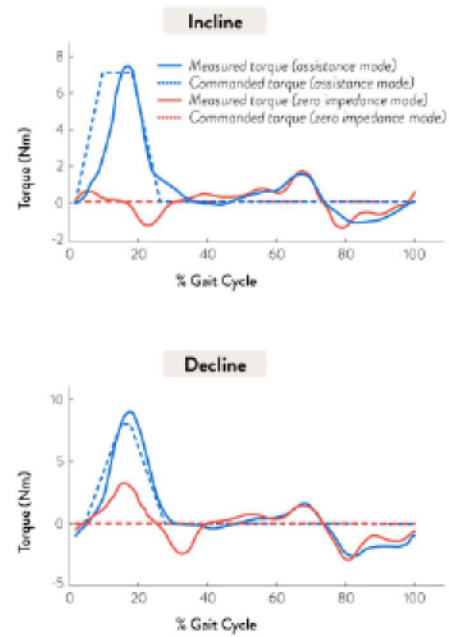 Incline
8
Measured torque (assistance mode)
Commanded torque (assistance mode)
6
Measured torque (zero impedance mode)
Commanded torque (zero impedance mode)
4
2
0
-2
Torque (Nm)
0 20 40 60 80 100
% Gait Cycle
Decline
10
5
0
-5
Torque (Nm)
0 20 40 60 80 100
% Gait Cycle